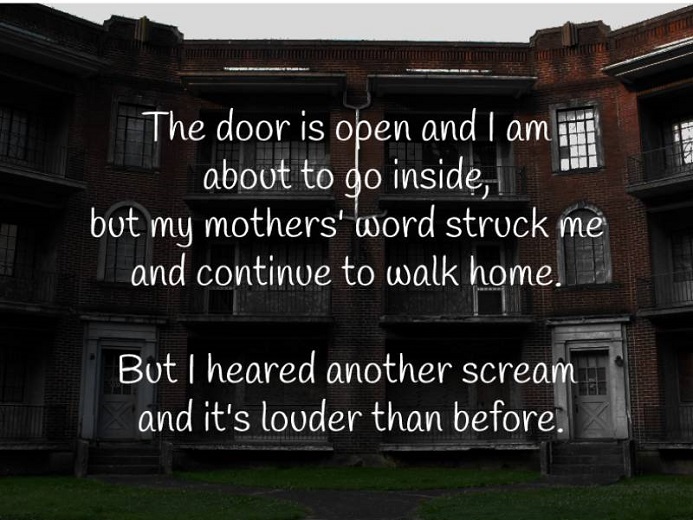 The door is open and I am
about to go inside,
but my mothers' word struck me
and continue to walk home.
But I heared another scream
and it's louder than before.